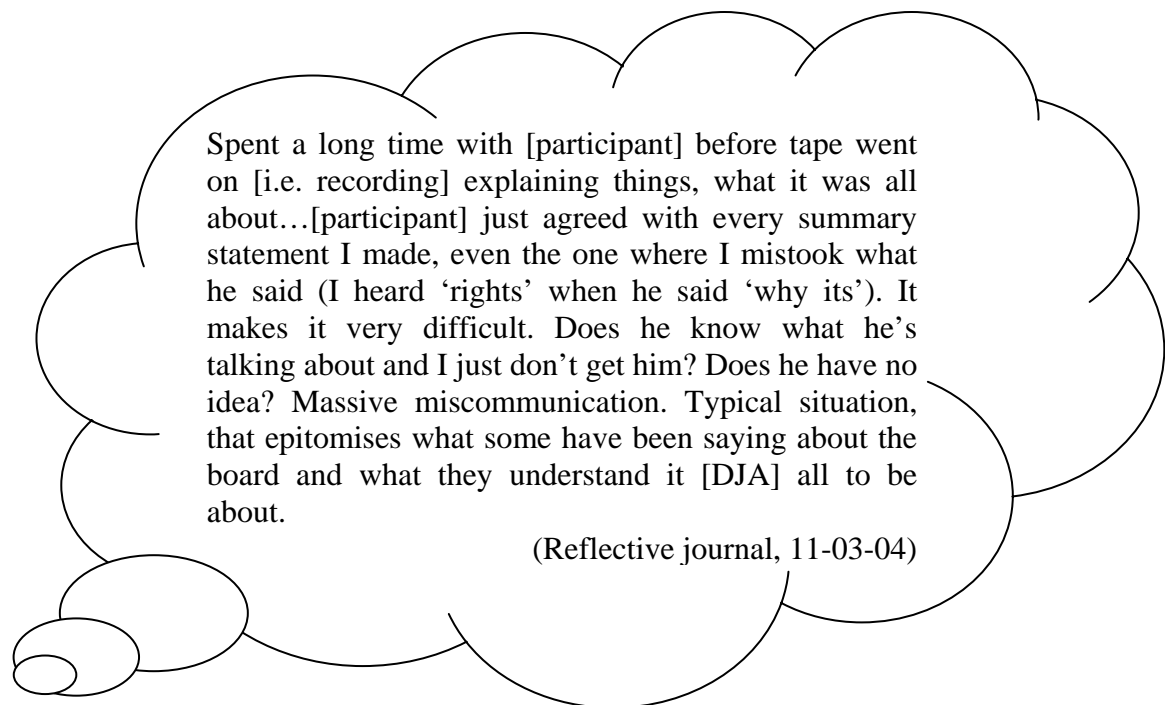 Spent a long time with [participant] before tape went
on [i.e. recording] explaining things, what it was all
about…[participant] just agreed with every summary
statement I made, even the one where I mistook what
he said (I heard ‘rights’ when he said ‘why its’). It
makes it very difficult. Does he know what he’s
talking about and I just don’t get him? Does he have no
idea? Massive miscommunication. Typical situation,
that epitomises what some have been saying about the
board and what they understand it [DJA] all to be
about.
(Reflective journal, 11-03-04)